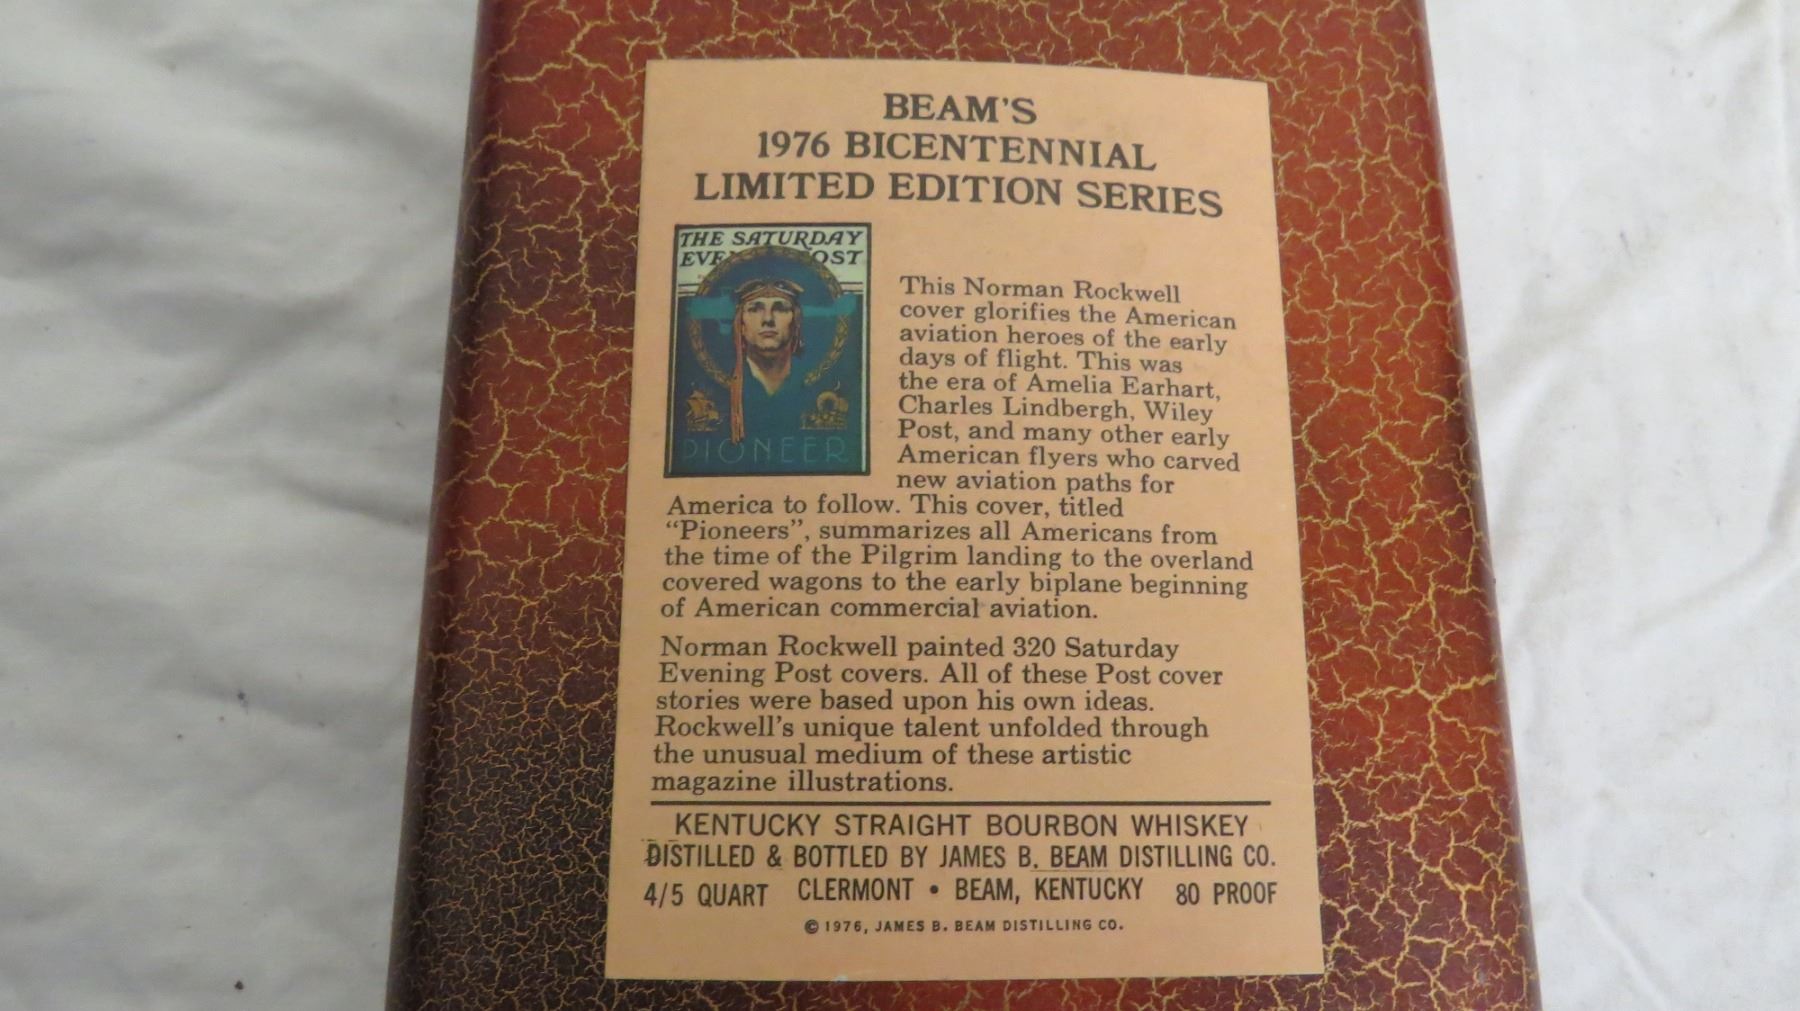 BEAM'S
1976 BICENTENNIAL
LIMITED EDITION SERIES
THE SATURDAY
EVE OST
PIONEER
This Norman Rockwell
cover glorifies the American
aviation heroes of the early
days of flight. This was
the era of Amelia Earhart,
Charles Lindbergh, Wiley
Post, and many other early
American flyers who carved
new aviation paths for
America to follow. This cover, titled
“Pioneers”, summarizes all Americans from
the time of the Pilgrim landing to the overland
covered wagons to the early biplane beginning
of American commercial aviation.
Norman Rockwell painted 320 Saturday
Evening Post covers. All of these Post cover
stories were based upon his own ideas.
Rockwell's unique talent unfolded through
the unusual medium of these artistic
magazine illustrations.
KENTUCKY STRAIGHT BOURBON WHISKEY
DISTILLED & BOTTLED BY JAMES B. BEAM DISTILLING CO.
4/5 QUART CLERMONT • BEAM, KENTUCKY 80 PROOF
© 1976, JAMES B. BEAM DISTILLING CO.